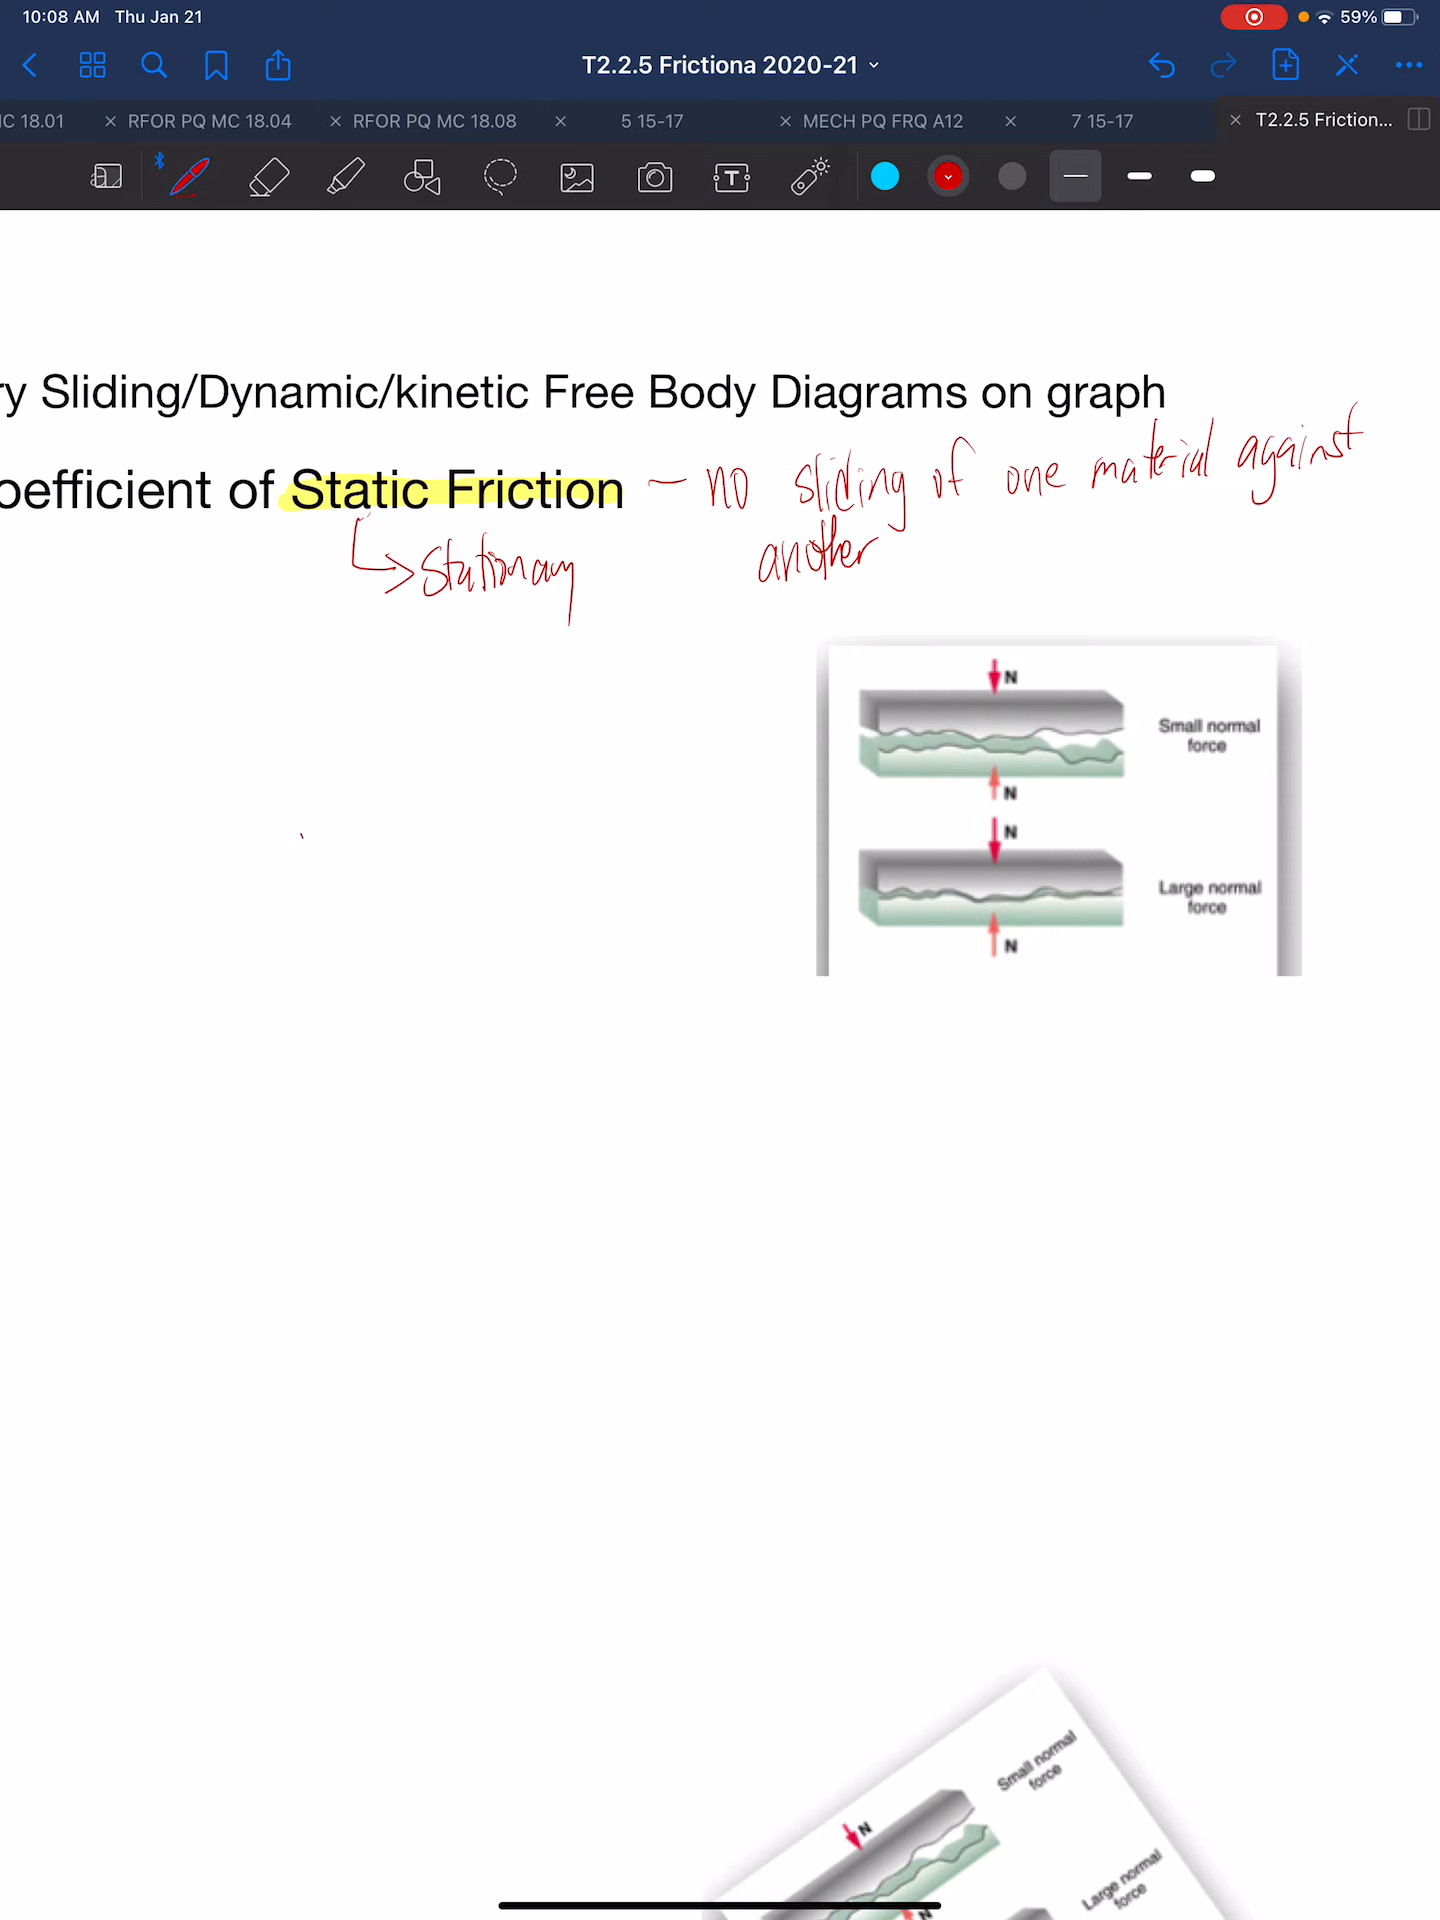 10:08 AM Thu Jan 21
59%
T2.2.5 Frictiona 2020-21
IC 18.01
RFOR PQ MC 18.04
RFOR PQ MC 18.08
5 15-17
MECH PQ FRQ A12
7 15-17
T2.2.5 Friction...
T
ry Sliding/Dynamic/kinetic Free Body Diagrams on graph
oefficient of Static Friction – no sliding of one material against
another
Stationary
N
Small normal
force
N
N
Large normal
force
N
Small normal
force
N
Large normal
force
N